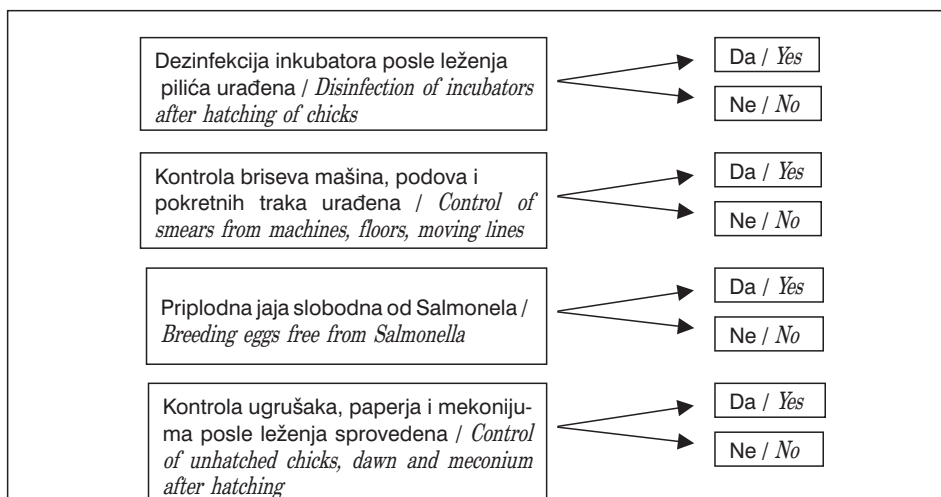 Dezinfekcija inkubatora posle leženja
pilića urađena / Disinfection of incubators
after hatching of chicks
Da / Yes
Ne / No
Kontrola briseva mašina, podova i
pokretnih traka urađena / Control of
smears from machines, floors, moving lines
Da / Yes
Ne / No
Priplodna jaja slobodna od Salmonela /
Breeding eggs free from Salmonella
Da / Yes
Ne / No
Kontrola ugrušaka, paperja i mekoniju-
ma posle leženja sprovedena / Control
of unhatched chicks, dawn and meconium
after hatching
Da / Yes
Ne / No